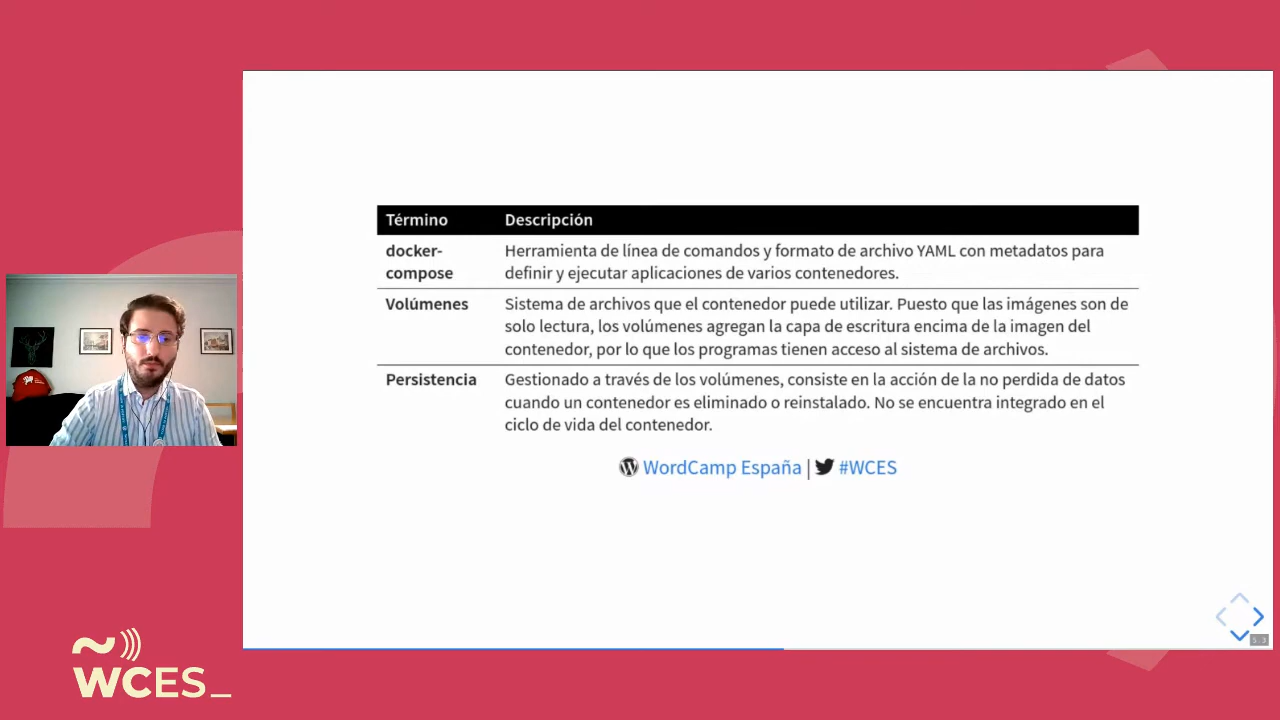 Término Descripción
docker-compose Herramienta de línea de comandos y formato de archivo YAML con metadatos para
definir y ejecutar aplicaciones de varios contenedores.
Volúmenes Sistema de archivos que el contenedor puede utilizar. Puesto que las imágenes son de
solo lectura, los volúmenes agregan la capa de escritura encima de la imagen del
contenedor, por lo que los programas tienen acceso al sistema de archivos.
Persistencia Gestionado a través de los volúmenes, consiste en la acción de la no perdida de datos
cuando un contenedor es eliminado o reinstalado. No se encuentra integrado en el
ciclo de vida del contenedor.
WordCamp España | #WCES
WCES_